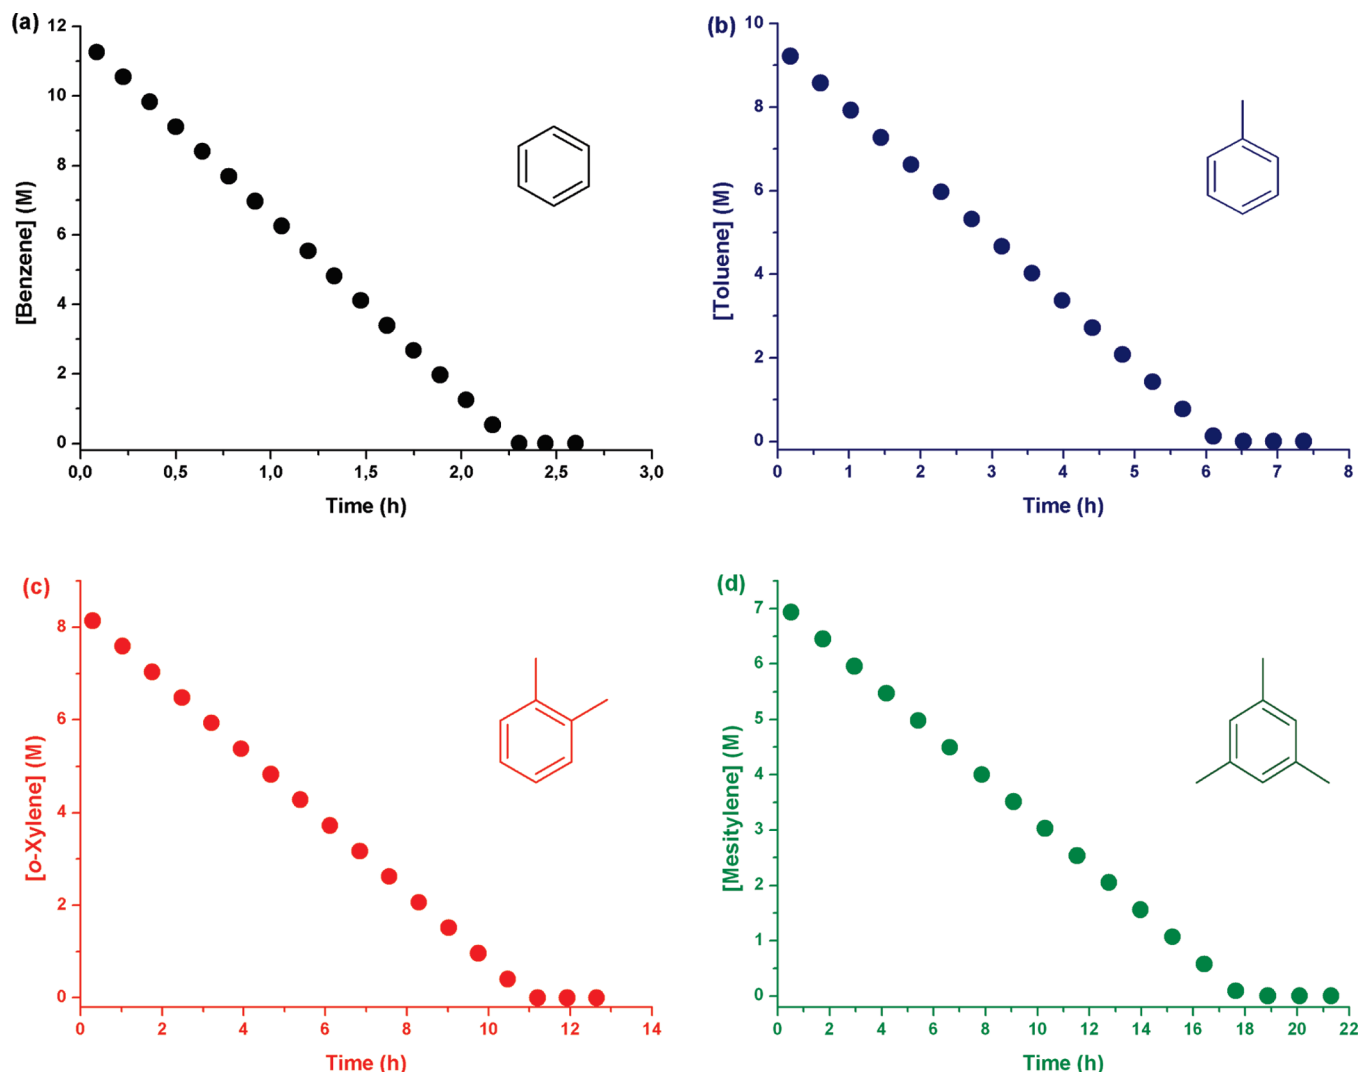 (a)
12
10
8
6
4
2
0
[Benzene] (M)
0,0 0,5 1,0 1,5 2,0 2,5 3,0
Time (h)
(b)
10
8
6
4
2
0
[Toluene] (M)
0 1 2 3 4 5 6 7 8
Time (h)
(c)
8
6
4
2
0
[o-Xylene] (M)
0 2 4 6 8 10 12 14
Time (h)
(d)
7
6
5
4
3
2
1
0
[Mesitylene] (M)
0 2 4 6 8 10 12 14 16 18 20 22
Time (h)